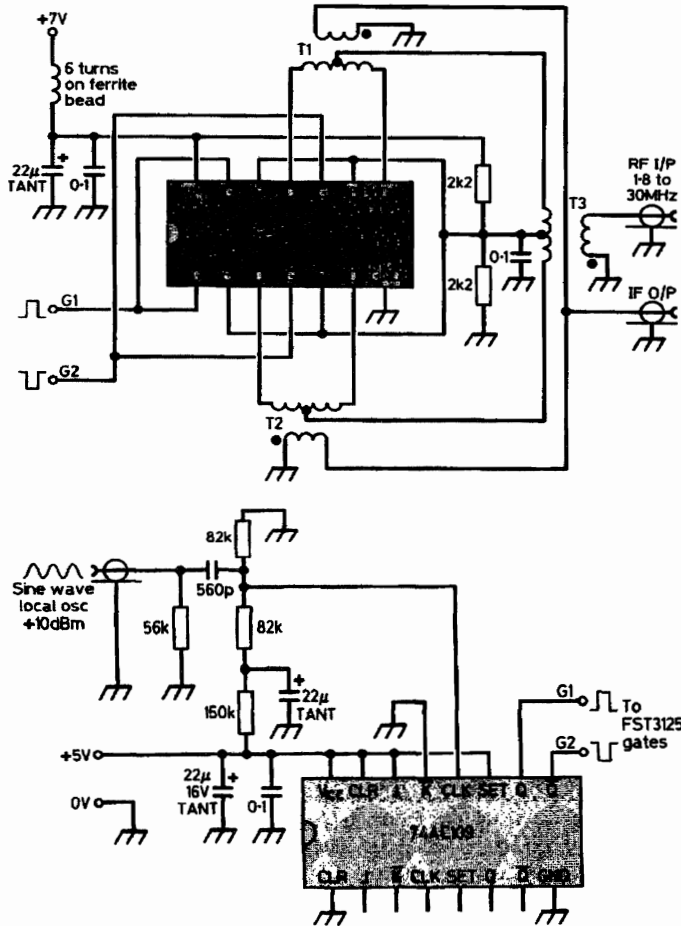 +7V
6 turns
on ferrite
bead
T1
22μ
TANT
0·1
2k2
RF I/P
1·8 to
30MHz
T3
0·1
2k2
G1
IF O/P
G2
T2
82k
Sine wave
local osc
+10dBm
560p
56k
82k
22μ
TANT
150k
G1
To
FST3125
gates
G2
+5V
22μ
16V
TANT
0·1
0V
Vcc CLR J K̅ CLK SET Q Q̅
CLR J K̅ CLK SET Q Q̅ GND